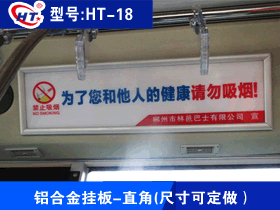 HT 型号:HT-18
为了您和他人的健康请勿吸烟!
禁止吸烟
NO SMOKING
郴州市林邑巴士有限公司 宣
铝合金挂板-直角(尺寸可定做)